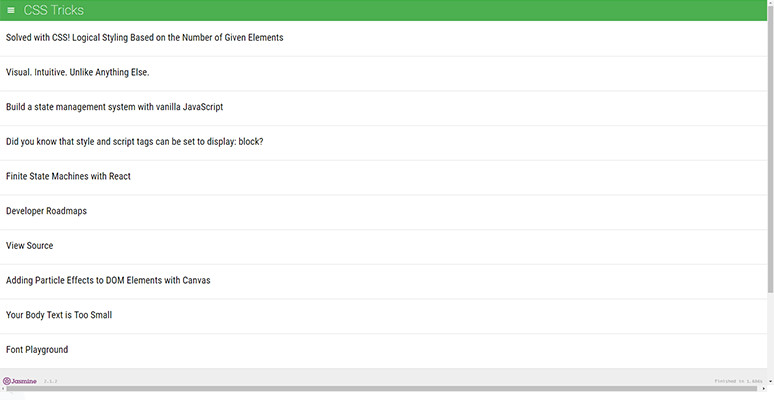 CSS Tricks
Solved with CSS! Logical Styling Based on the Number of Given Elements
Visual. Intuitive. Unlike Anything Else.
Build a state management system with vanilla JavaScript
Did you know that style and script tags can be set to display: block?
Finite State Machines with React
Developer Roadmaps
View Source
Adding Particle Effects to DOM Elements with Canvas
Your Body Text is Too Small
Font Playground
Jasmine
finished in